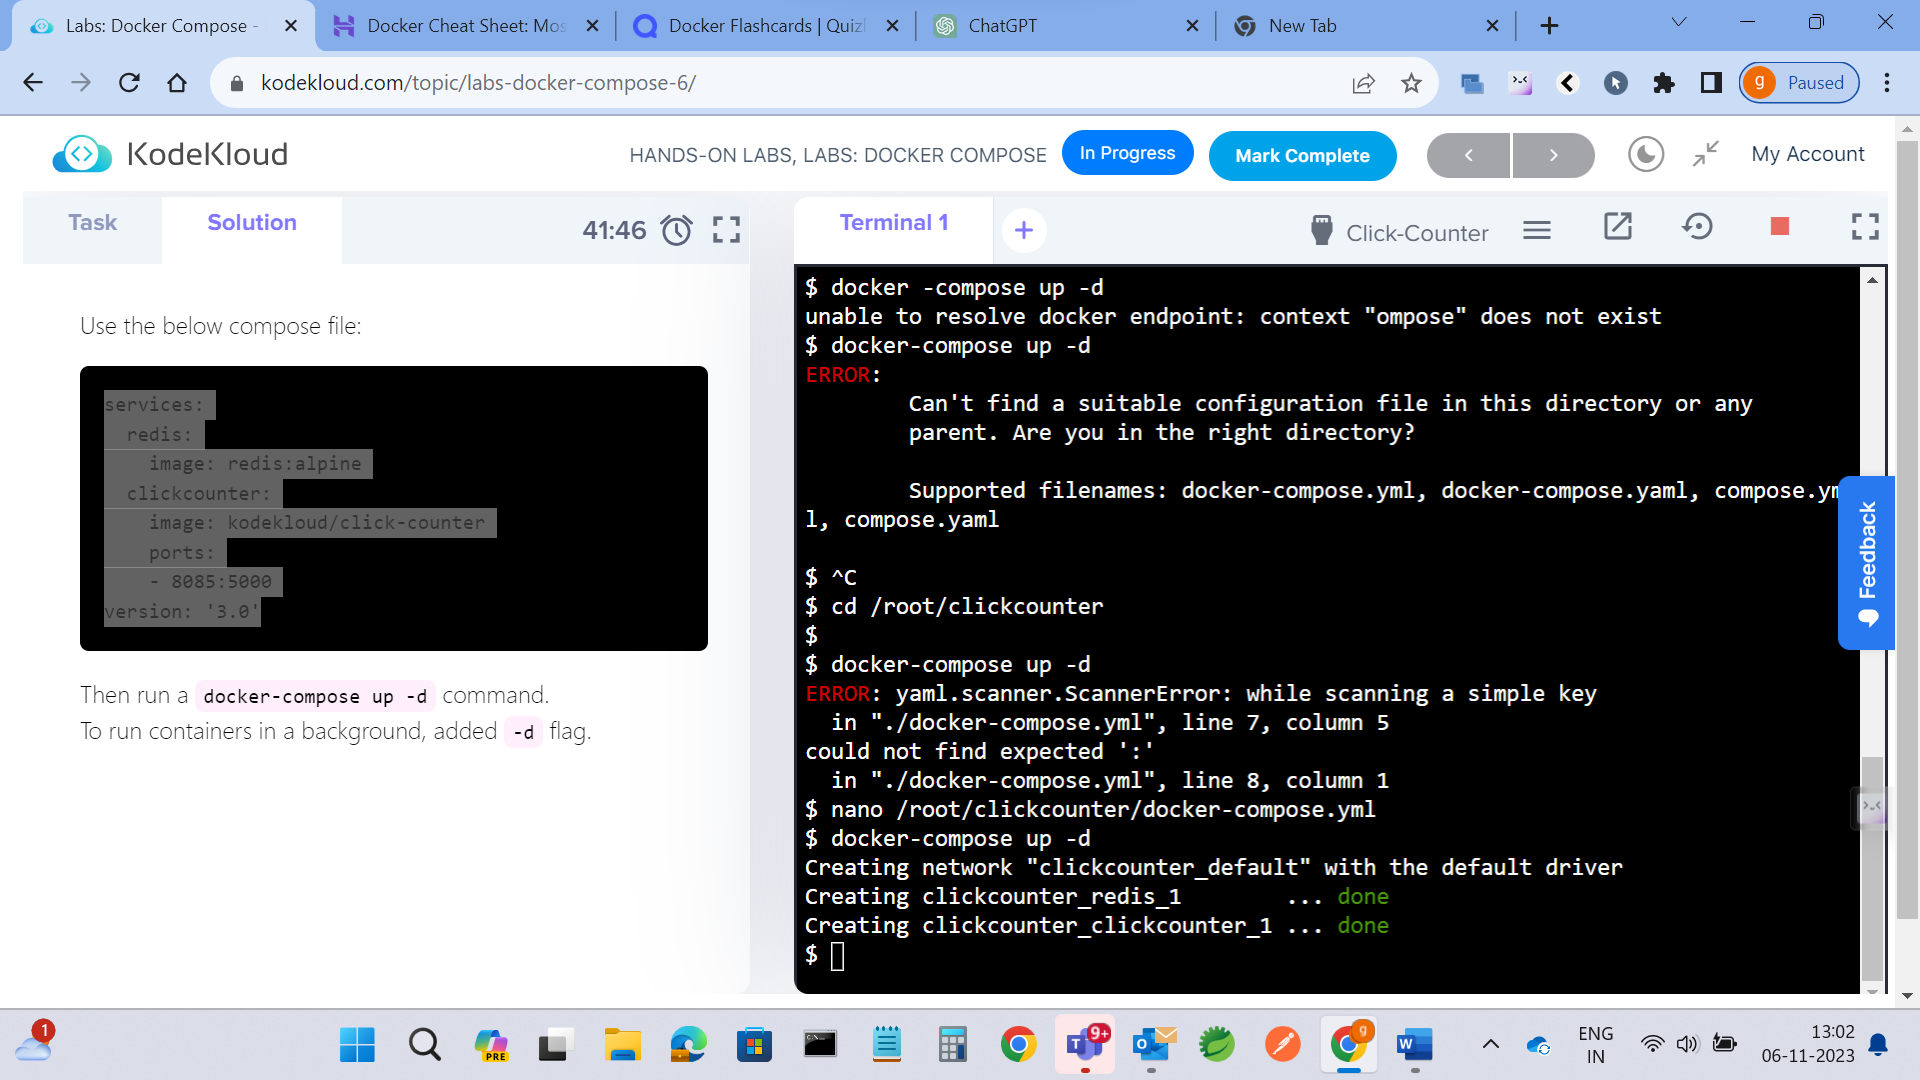 Labs: Docker Compose -
Docker Cheat Sheet: Mos
Docker Flashcards | Quiz
ChatGPT
New Tab
kodekloud.com/topic/labs-docker-compose-6/
g Paused
KodeKloud
HANDS-ON LABS, LABS: DOCKER COMPOSE
In Progress
Mark Complete
My Account
Task
Solution
41:46
Use the below compose file:
services:
  redis:
    image: redis:alpine
  clickcounter:
    image: kodekloud/click-counter
    ports:
    - 8085:5000
version: '3.0'
Then run a docker-compose up -d command.
To run containers in a background, added -d flag.
Terminal 1
+
Click-Counter
$ docker -compose up -d
unable to resolve docker endpoint: context "ompose" does not exist
$ docker-compose up -d
ERROR:
        Can't find a suitable configuration file in this directory or any
        parent. Are you in the right directory?
        Supported filenames: docker-compose.yml, docker-compose.yaml, compose.ym
l, compose.yaml
$ ^C
$ cd /root/clickcounter
$
$ docker-compose up -d
ERROR: yaml.scanner.ScannerError: while scanning a simple key
  in "./docker-compose.yml", line 7, column 5
could not find expected ':'
  in "./docker-compose.yml", line 8, column 1
$ nano /root/clickcounter/docker-compose.yml
$ docker-compose up -d
Creating network "clickcounter_default" with the default driver
Creating clickcounter_redis_1        ... done
Creating clickcounter_clickcounter_1 ... done
$
Feedback
1
PRE
9+
g
ENG
IN
13:02
06-11-2023